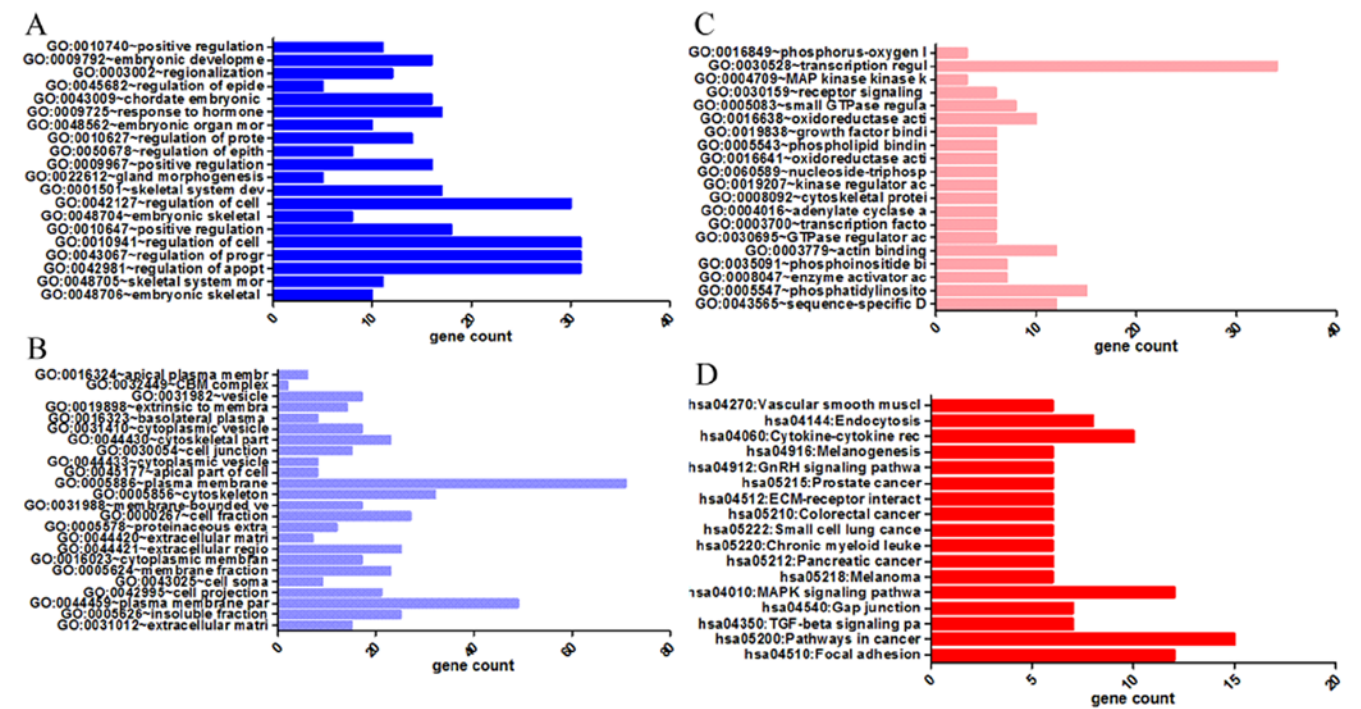 A
GO:0010740~positive regulation
GO:0009792~embryonic developme
GO:0003002~regionalization
GO:0045682~regulation of epide
GO:0043009~chordate embryonic
GO:0009725~response to hormone
GO:0048562~embryonic organ mor
GO:0010627~regulation of prote
GO:0050678~regulation of epith
GO:0009967~positive regulation
GO:0022612~gland morphogenesis
GO:0001501~skeletal system dev
GO:0042127~regulation of cell
GO:0048704~embryonic skeletal
GO:0010647~positive regulation
GO:0010941~regulation of cell
GO:0043067~regulation of progr
GO:0042981~regulation of apopt
GO:0048705~skeletal system mor
GO:0048706~embryonic skeletal
0 10 20 30 40
gene count
B
GO:0016324~apical plasma membr
GO:0032449~CBM complex
GO:0031982~vesicle
GO:0019898~extrinsic to membra
GO:0016323~basolateral plasma
GO:0031410~cytoplasmic vesicle
GO:0044430~cytoskeletal part
GO:0030054~cell junction
GO:0044433~cytoplasmic vesicle
GO:0045177~apical part of cell
GO:0005886~plasma membrane
GO:0005856~cytoskeleton
GO:0031988~membrane-bounded ve
GO:0000267~cell fraction
GO:0005578~proteinaceous extra
GO:0044420~extracellular matri
GO:0044421~extracellular regio
GO:0016023~cytoplasmic membran
GO:0005624~membrane fraction
GO:0043025~cell soma
GO:0042995~cell projection
GO:0044459~plasma membrane par
GO:0005626~insoluble fraction
GO:0031012~extracellular matri
0 20 40 60 80
gene count
C
GO:0016849~phosphorus-oxygen l
GO:0030528~transcription regul
GO:0004709~MAP kinase kinase k
GO:0030159~receptor signaling
GO:0005083~small GTPase regula
GO:0016638~oxidoreductase acti
GO:0019838~growth factor bindi
GO:0005543~phospholipid bindin
GO:0016641~oxidoreductase acti
GO:0060589~nucleoside-triphosp
GO:0019207~kinase regulator ac
GO:0008092~cytoskeletal protei
GO:0004016~adenylate cyclase a
GO:0003700~transcription facto
GO:0030695~GTPase regulator ac
GO:0003779~actin binding
GO:0035091~phosphoinositide bi
GO:0008047~enzyme activator ac
GO:0005547~phosphatidylinosito
GO:0043565~sequence-specific D
0 10 20 30 40
gene count
D
hsa04270:Vascular smooth muscl
hsa04144:Endocytosis
hsa04060:Cytokine-cytokine rec
hsa04916:Melanogenesis
hsa04912:GnRH signaling pathwa
hsa05215:Prostate cancer
hsa04512:ECM-receptor interact
hsa05210:Colorectal cancer
hsa05222:Small cell lung cance
hsa05220:Chronic myeloid leuke
hsa05212:Pancreatic cancer
hsa05218:Melanoma
hsa04010:MAPK signaling pathwa
hsa04540:Gap junction
hsa04350:TGF-beta signaling pa
hsa05200:Pathways in cancer
hsa04510:Focal adhesion
0 5 10 15 20
gene count